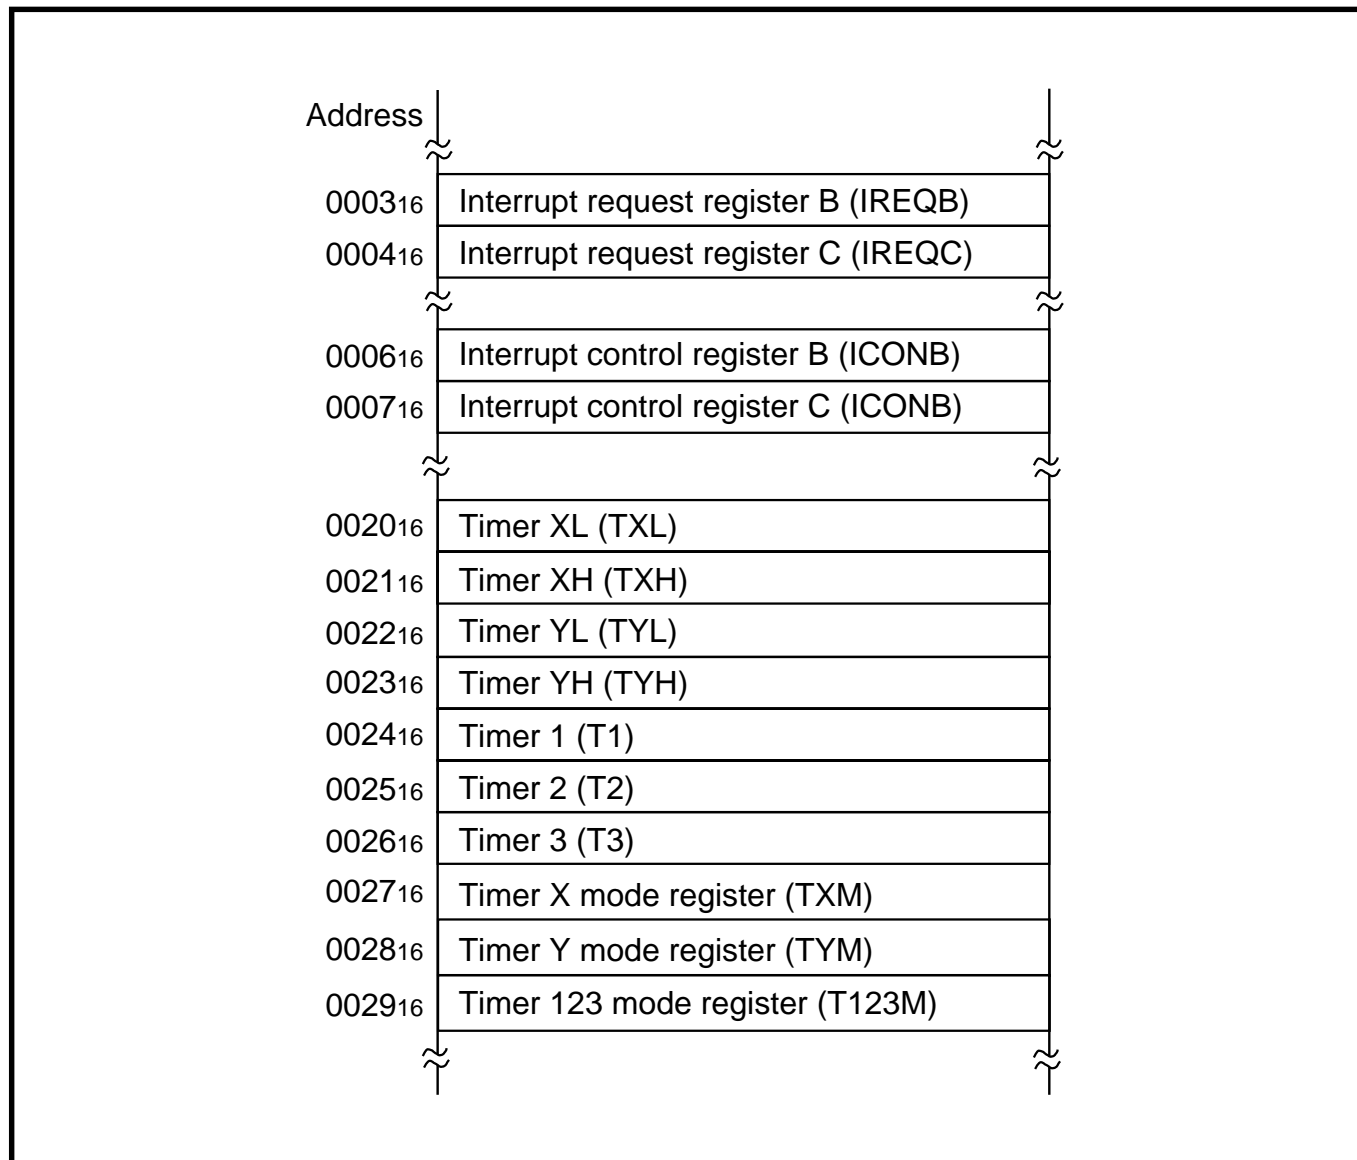 Address
0003₁₆ Interrupt request register B (IREQB)
0004₁₆ Interrupt request register C (IREQC)
0006₁₆ Interrupt control register B (ICONB)
0007₁₆ Interrupt control register C (ICONB)
0020₁₆ Timer XL (TXL)
0021₁₆ Timer XH (TXH)
0022₁₆ Timer YL (TYL)
0023₁₆ Timer YH (TYH)
0024₁₆ Timer 1 (T1)
0025₁₆ Timer 2 (T2)
0026₁₆ Timer 3 (T3)
0027₁₆ Timer X mode register (TXM)
0028₁₆ Timer Y mode register (TYM)
0029₁₆ Timer 123 mode register (T123M)